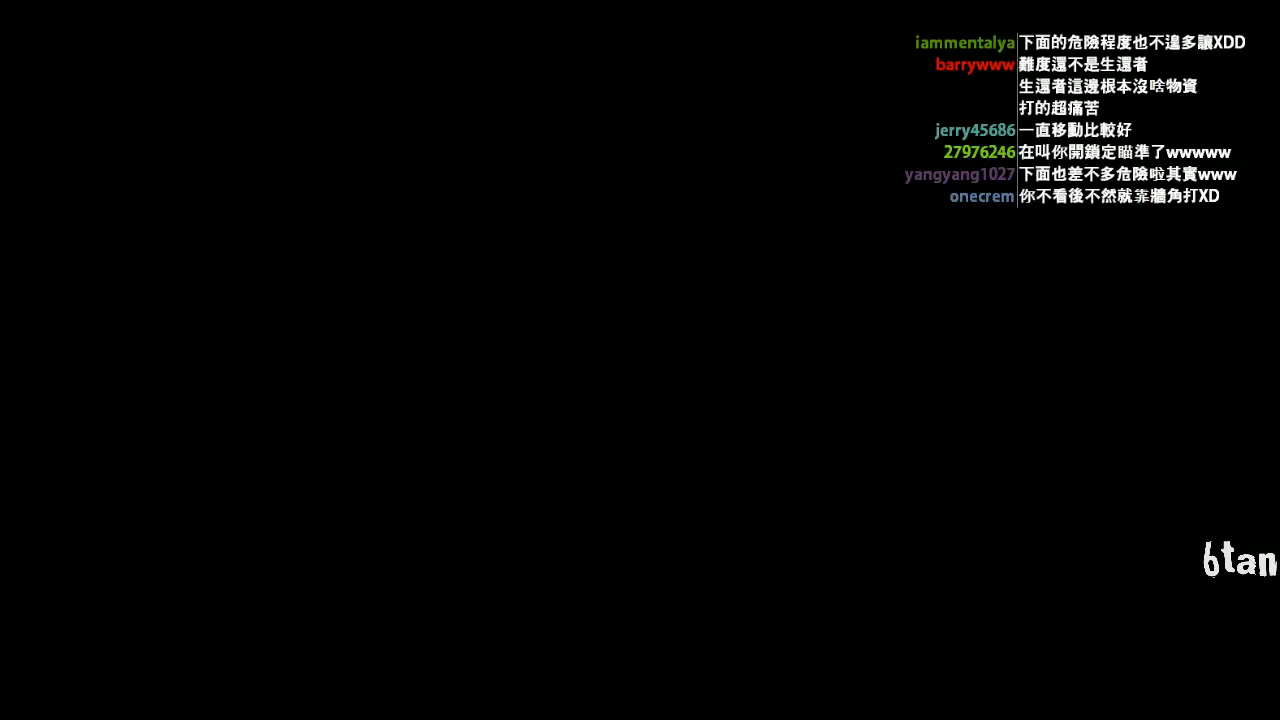 iammentalya 下面的危險程度也不遑多讓XDD
barrywww 難度還不是生還者
生還者這邊根本沒啥物資
打的超痛苦
jerry45686 一直移動比較好
27976246 在叫你開鎖定瞄準了wwwww
yangyang1027 下面也差不多危險啦其實www
onecrem 你不看後不然就靠牆角打XD
6tan